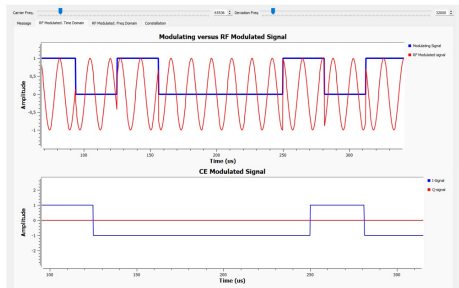 Carrier Freq. 65536 Deviation Freq. 32000
Message RF Modulated. Time Domain RF Modulated. Freq Domain Constellation
Modulating versus RF Modulated Signal
Modulating Signal
RF Modulated signal
Amplitude
1
0,5
0
-0,5
-1
100 150 200 250 300
Time (us)
CE Modulated Signal
I-Signal
Q-signal
Amplitude
2
1
0
-1
-2
100 150 200 250 300
Time (us)